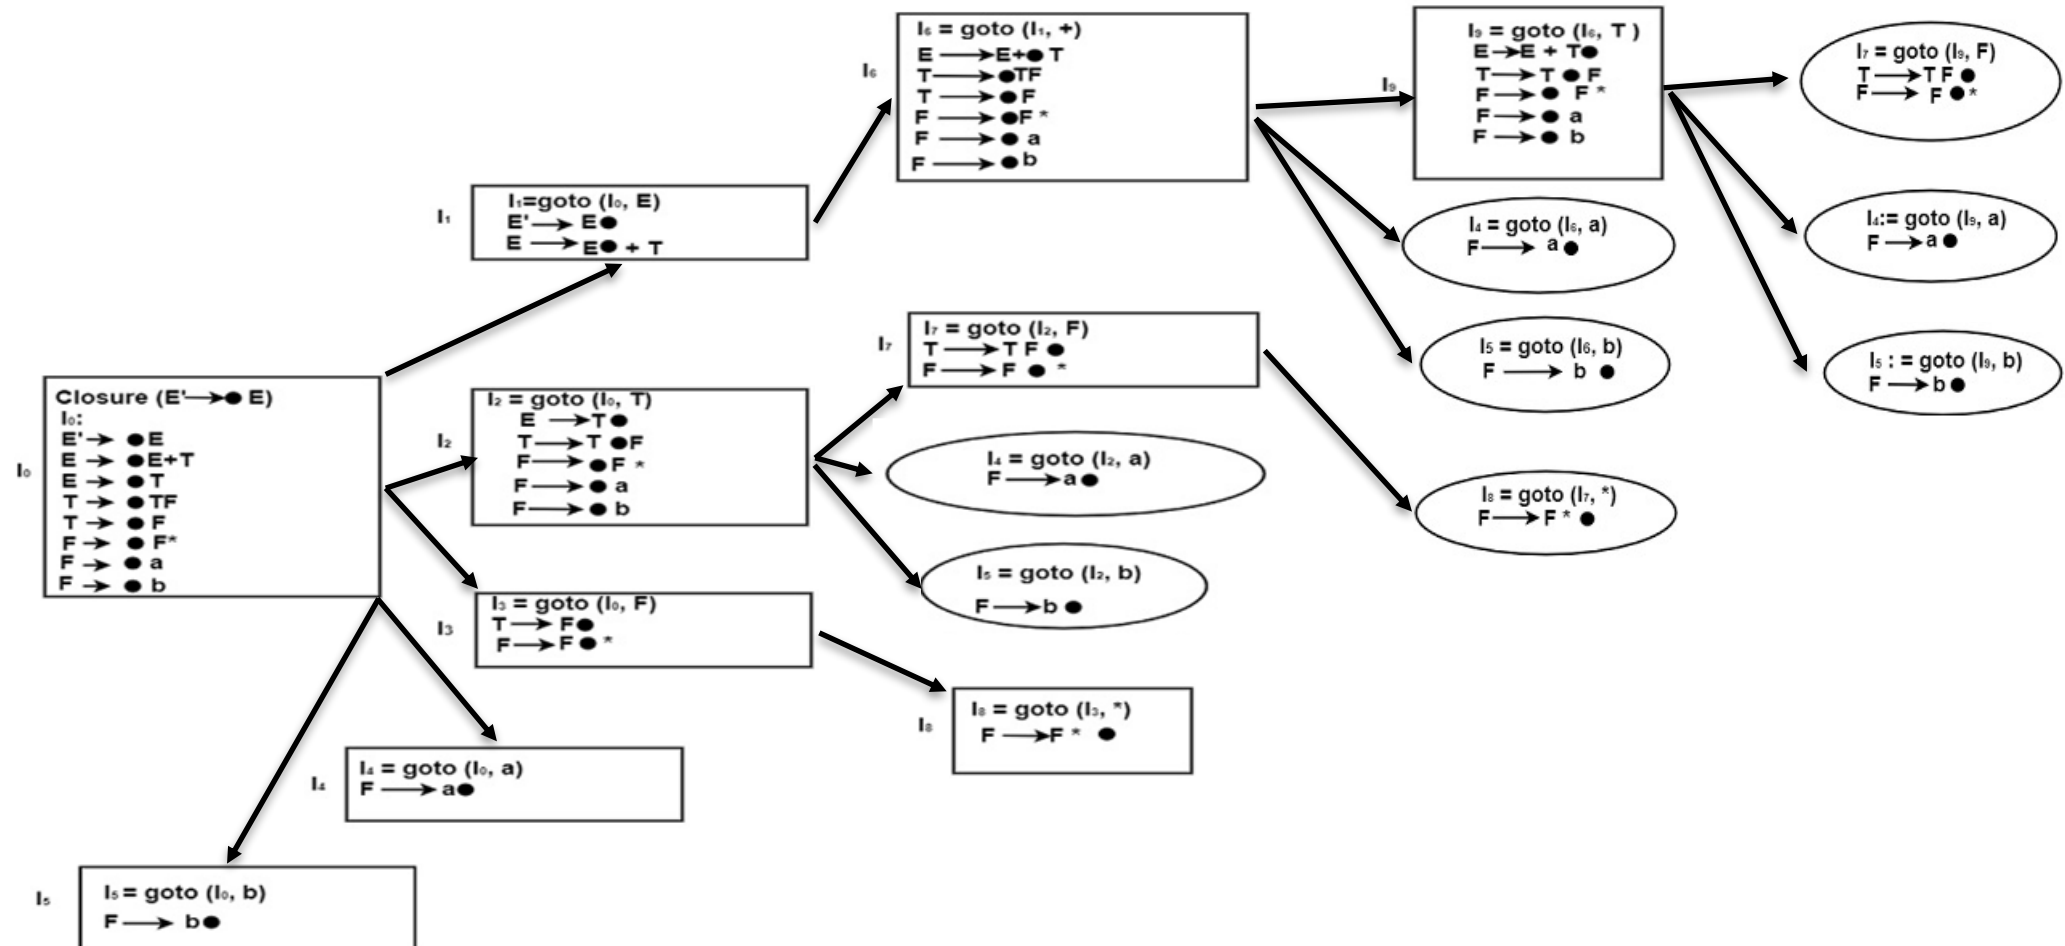 I₀
Closure (E'→● E)
I₀:
E'→ ●E
E → ●E+T
E → ●T
T → ●TF
T → ●F
F → ●F*
F → ● a
F → ● b
I₁
I₁=goto (I₀, E)
E'→ E●
E →E● + T
I₂
I₂ = goto (I₀, T)
E →T●
T→T ●F
F→●F *
F→● a
F→● b
I₃
I₃ = goto (I₀, F)
T→ F●
F→F ● *
I₄
I₄ = goto (I₀, a)
F → a●
I₅
I₅ = goto (I₀, b)
F → b●
I₆
I₆ = goto (I₁, +)
E →E+● T
T→●TF
T →● F
F →●F *
F →● a
F →● b
I₇
I₇ = goto (I₂, F)
T →T F ●
F→F ● *
I₄ = goto (I₂, a)
F→a●
I₅ = goto (I₂, b)
F→b●
I₈
I₈ = goto (I₃, *)
F →F * ●
I₉
I₉ = goto (I₆, T )
E→E + T●
T→T ● F
F→● F *
F→● a
F→● b
I₄ = goto (I₆, a)
F→ a●
I₅ = goto (I₆, b)
F → b ●
I₈ = goto (I₇, *)
F→F * ●
I₇ = goto (I₉, F)
T→T F ●
F→ F ●*
I₄:= goto (I₉, a)
F →a●
I₅ : = goto (I₉, b)
F →b●